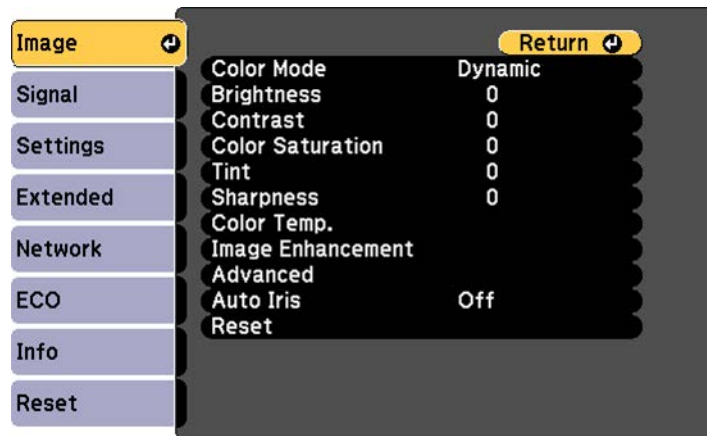 Image
Signal
Settings
Extended
Network
ECO
Info
Reset
Return
Color Mode Dynamic
Brightness 0
Contrast 0
Color Saturation 0
Tint 0
Sharpness 0
Color Temp.
Image Enhancement
Advanced
Auto Iris Off
Reset